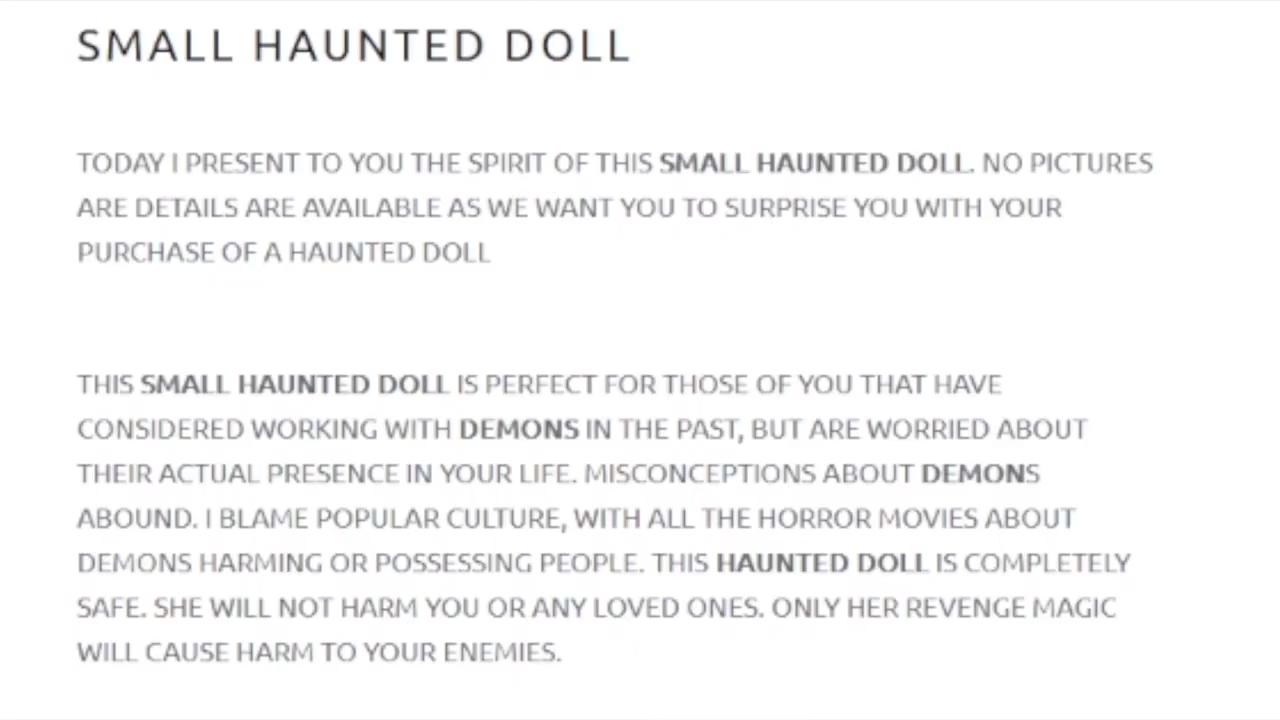 SMALL HAUNTED DOLL
TODAY I PRESENT TO YOU THE SPIRIT OF THIS SMALL HAUNTED DOLL. NO PICTURES
ARE DETAILS ARE AVAILABLE AS WE WANT YOU TO SURPRISE YOU WITH YOUR
PURCHASE OF A HAUNTED DOLL
THIS SMALL HAUNTED DOLL IS PERFECT FOR THOSE OF YOU THAT HAVE
CONSIDERED WORKING WITH DEMONS IN THE PAST, BUT ARE WORRIED ABOUT
THEIR ACTUAL PRESENCE IN YOUR LIFE. MISCONCEPTIONS ABOUT DEMONS
ABOUND. I BLAME POPULAR CULTURE, WITH ALL THE HORROR MOVIES ABOUT
DEMONS HARMING OR POSSESSING PEOPLE. THIS HAUNTED DOLL IS COMPLETELY
SAFE. SHE WILL NOT HARM YOU OR ANY LOVED ONES. ONLY HER REVENGE MAGIC
WILL CAUSE HARM TO YOUR ENEMIES.